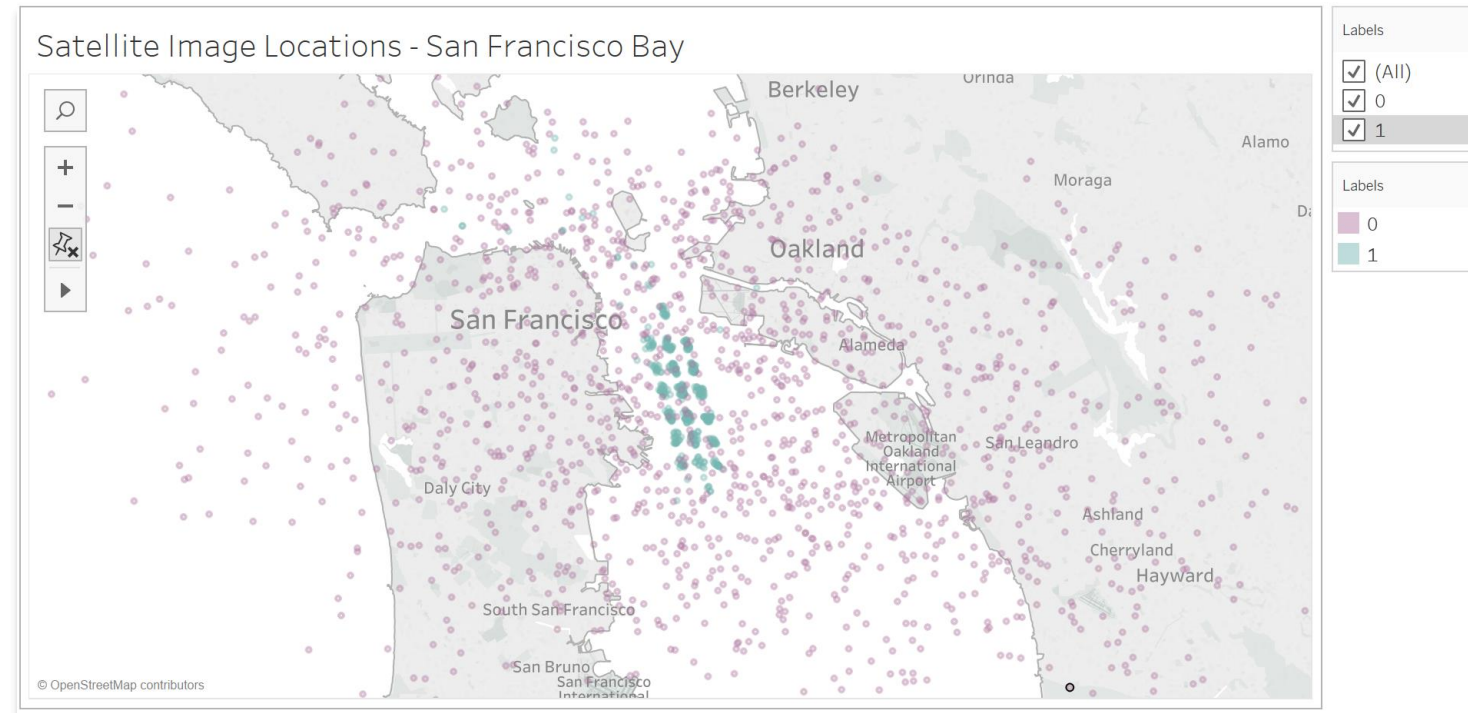 Satellite Image Locations - San Francisco Bay
Labels
(All)
0
1
Labels
0
1
Berkeley
Orinda
Alamo
Moraga
Oakland
San Francisco
Alameda
Metropolitan
Oakland
International
Airport
San Leandro
Daly City
Ashland
Cherryland
Hayward
South San Francisco
San Bruno
San Francisco
International
© OpenStreetMap contributors